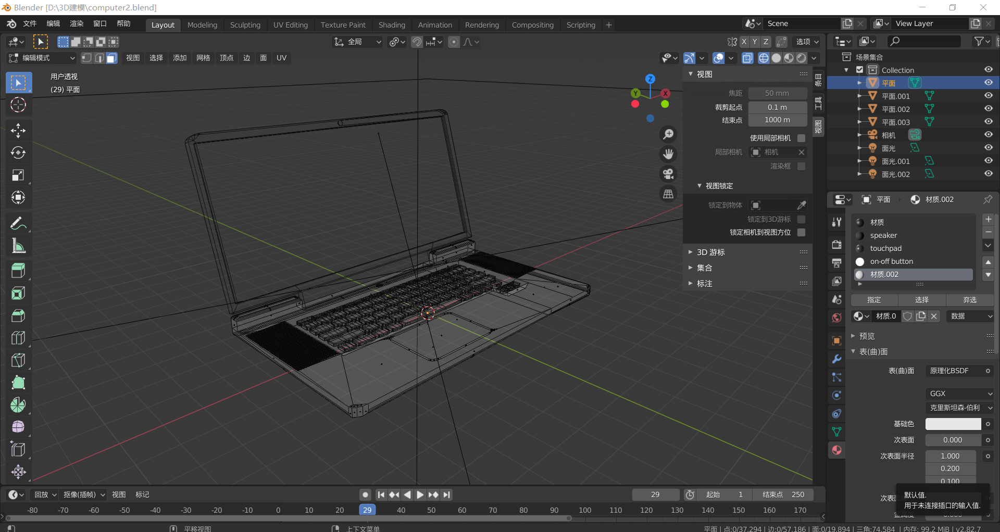 Blender [D:\3D建模\computer2.blend]
文件 编辑 渲染 窗口 帮助 Layout Modeling Sculpting UV Editing Texture Paint Shading Animation Rendering Compositing Scripting + Scene View Layer
全局 X Y Z 选项
编辑模式 视图 选择 添加 网格 顶点 边 面 UV
用户透视
(29) 平面
Z
Y X
视图
焦距 50 mm
裁剪起点 0.1 m
结束点 1000 m
使用局部相机
局部相机 相机
渲染框
视图锁定
锁定到物体
锁定到3D游标
锁定相机到视图方位
3D 游标
集合
标注
条目
工具
视图
场景集合
Collection
平面
平面.001
平面.002
平面.003
相机
面光
面光.001
面光.002
平面 材质.002
材质
speaker
touchpad
on-off button
材质.002
指定 选择 弃选
材质.0 数据
预览
表(曲)面
表(曲)面 原理化BSDF
GGX
克里斯坦森-伯利
基础色
次表面 0.000
次表面半径 1.000
0.200
0.100
次表面
默认值.
用于未连接插口的输入值.
金属度 0.000
回放 抠像(插帧) 视图 标记 29 起始 1 结束点 250
-80 -70 -60 -50 -40 -30 -20 -10 0 10 20 29 40 50 60 70 80 90 100 110 120 130 140 150 160 170
平移视图 上下文菜单 平面 | 点:0/37,294 | 边:0/57,186 | 面:0/19,894 | 三角:74,584 | 内存: 99.2 MiB | v2.82.7